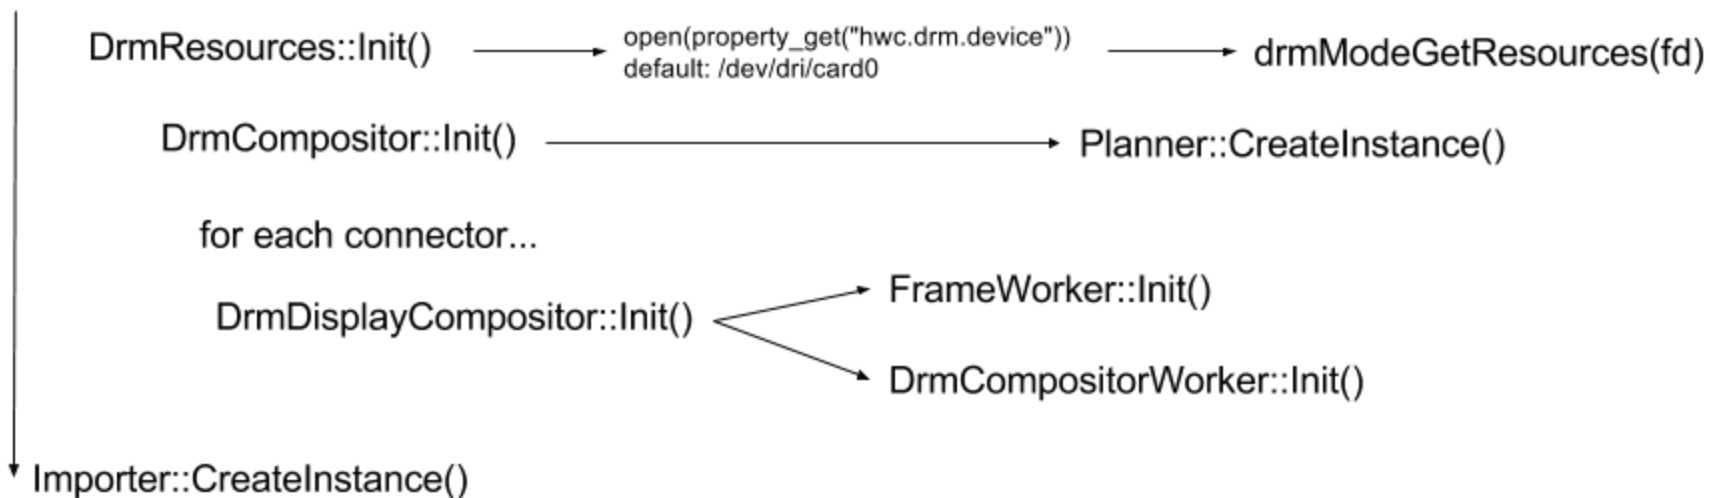 DrmResources::Init()
open(property_get("hwc.drm.device"))
default: /dev/dri/card0
drmModeGetResources(fd)
DrmCompositor::Init()
Planner::CreateInstance()
for each connector...
DrmDisplayCompositor::Init()
FrameWorker::Init()
DrmCompositorWorker::Init()
Importer::CreateInstance()